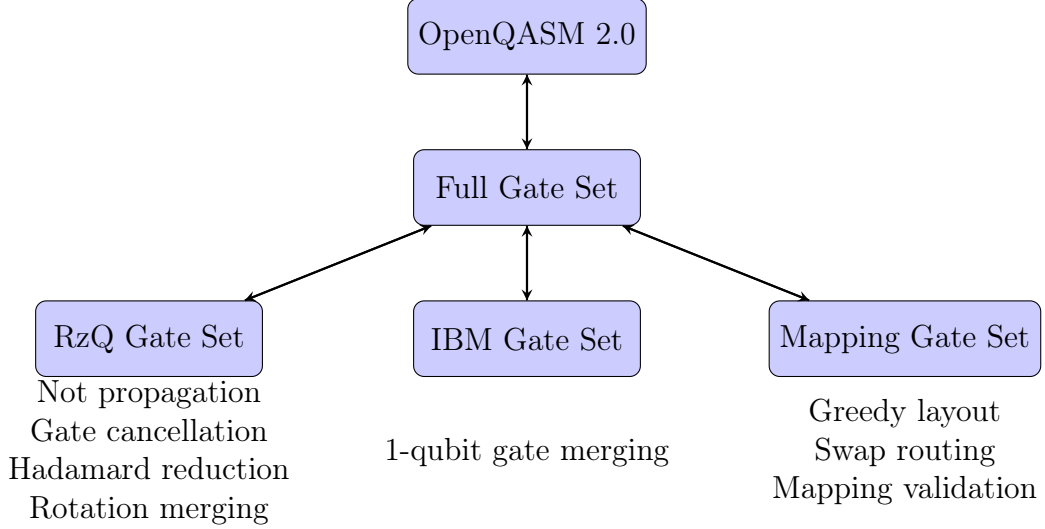 OpenQASM 2.0
Full Gate Set
RzQ Gate Set
IBM Gate Set
Mapping Gate Set
Not propagation
Gate cancellation
Hadamard reduction
Rotation merging
1-qubit gate merging
Greedy layout
Swap routing
Mapping validation